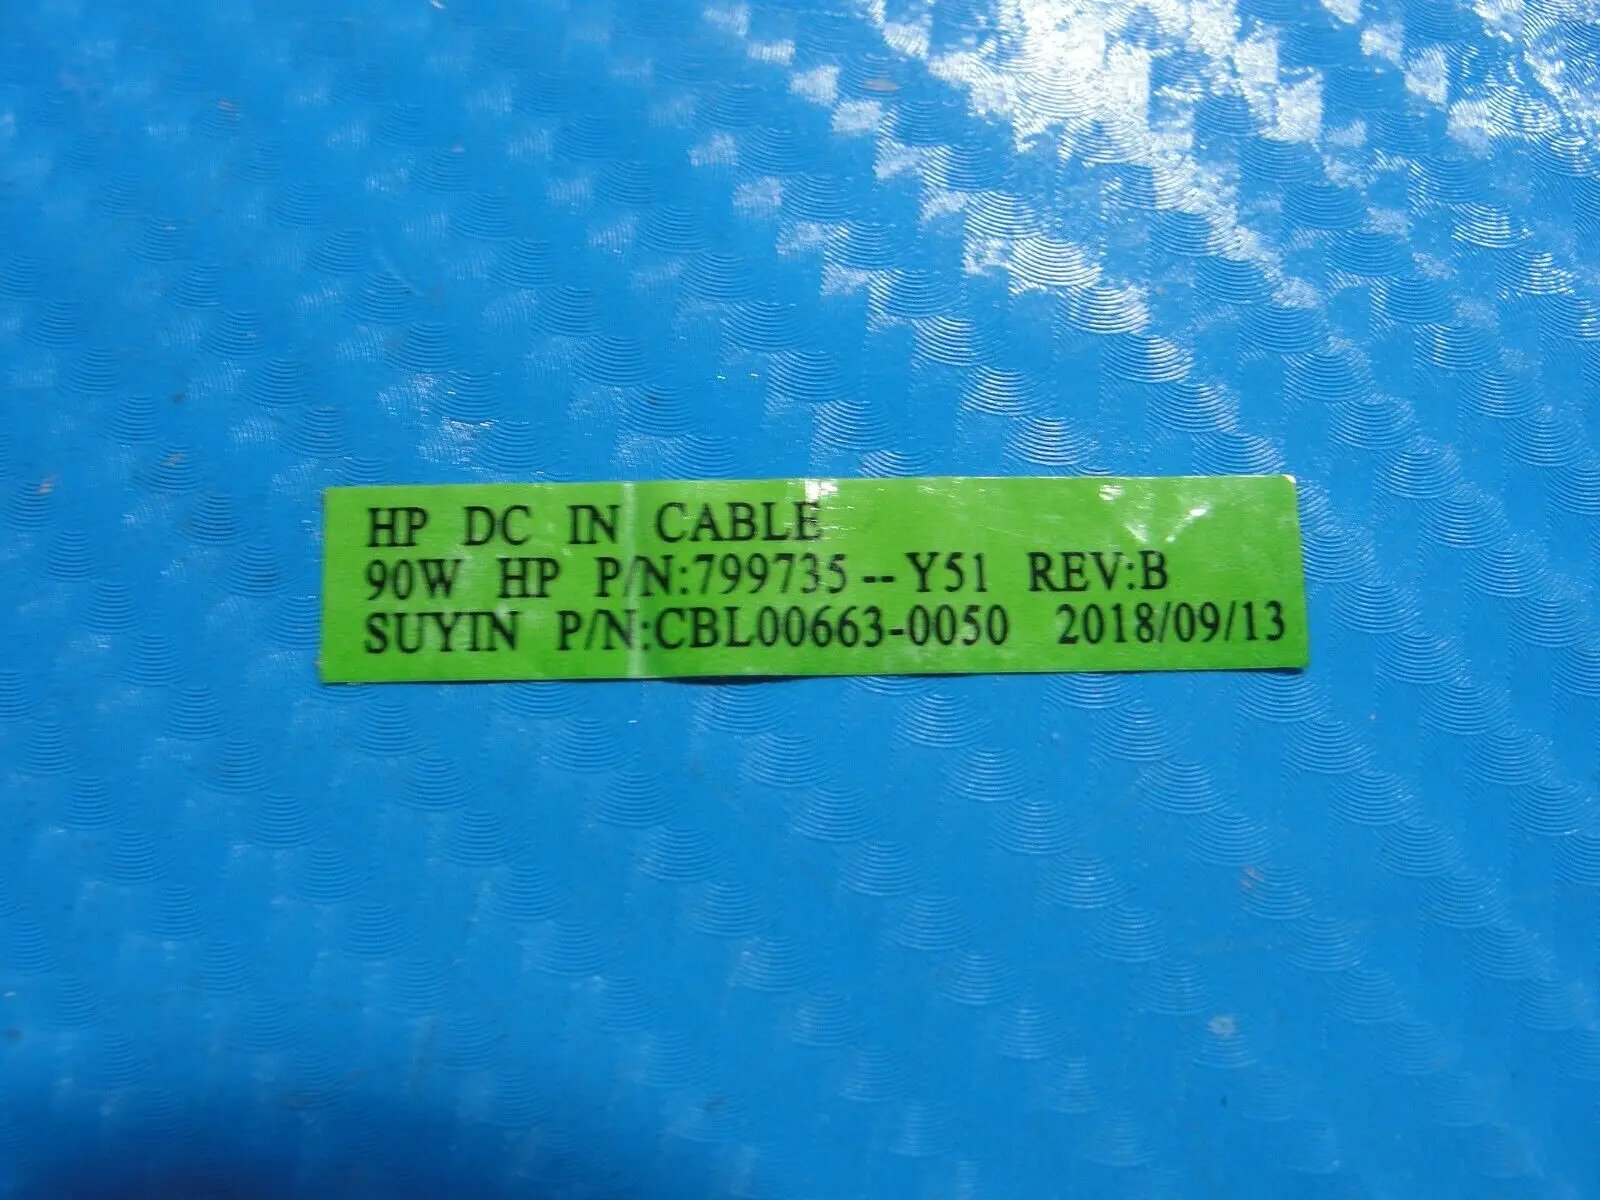 HP DC IN CABLE
90W HP P/N:799735--Y51 REV:B
SUYIN P/N:CBL00663-0050 2018/09/13